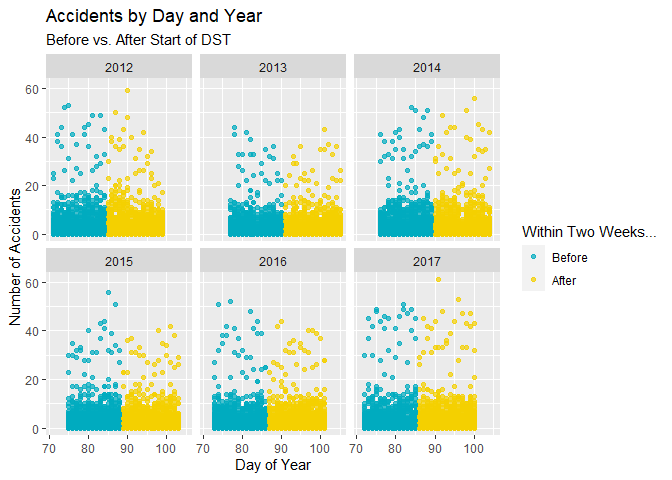 Accidents by Day and Year
Before vs. After Start of DST
2012 2013 2014
60
40
20
0
2015 2016 2017
60
40
20
0
70 80 90 100 70 80 90 100 70 80 90 100
Day of Year
Number of Accidents
Within Two Weeks...
Before
After